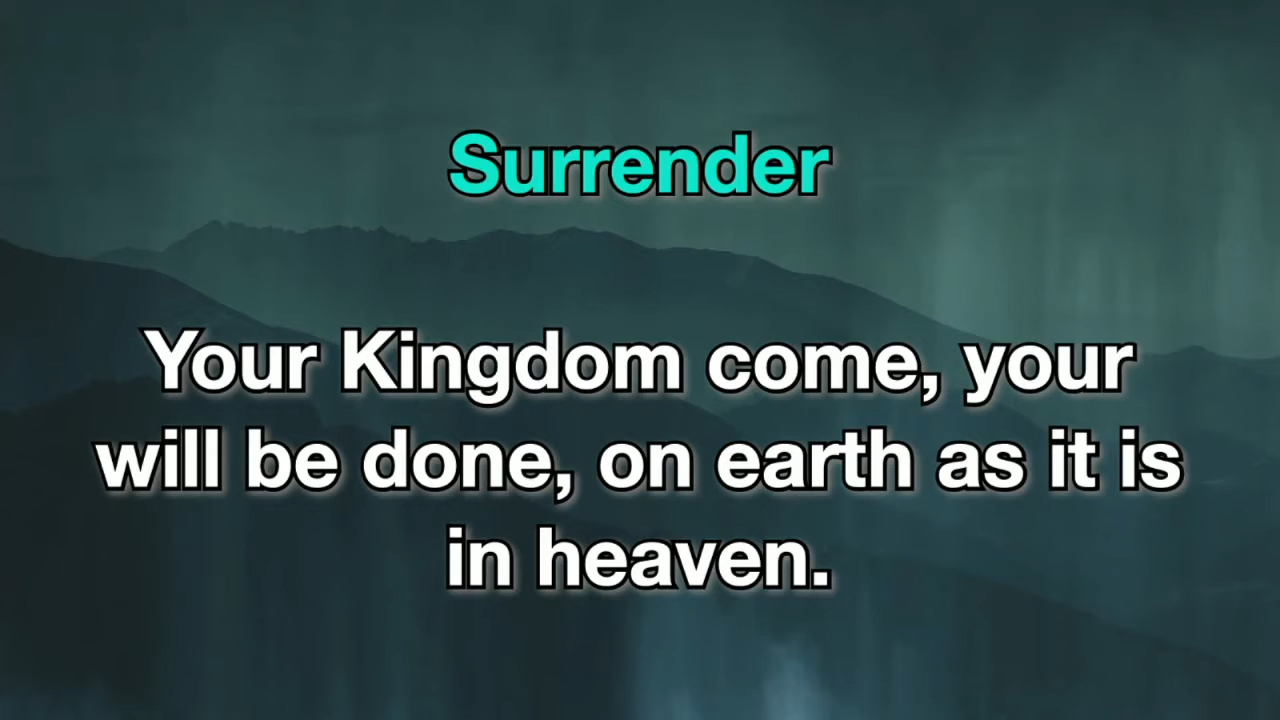 Surrender
Your Kingdom come, your
will be done, on earth as it is
in heaven.